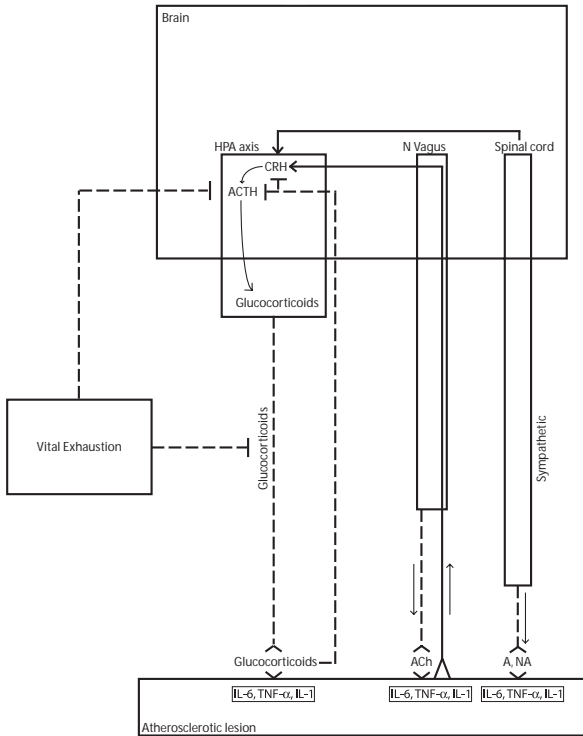 Brain
HPA axis
N Vagus
Spinal cord
CRH
ACTH
Glucocorticoids
Glucocorticoids
Vital Exhaustion
Sympathetic
Glucocorticoids
ACh
A, NA
IL-6, TNF-α, IL-1
IL-6, TNF-α, IL-1
IL-6, TNF-α, IL-1
Atherosclerotic lesion